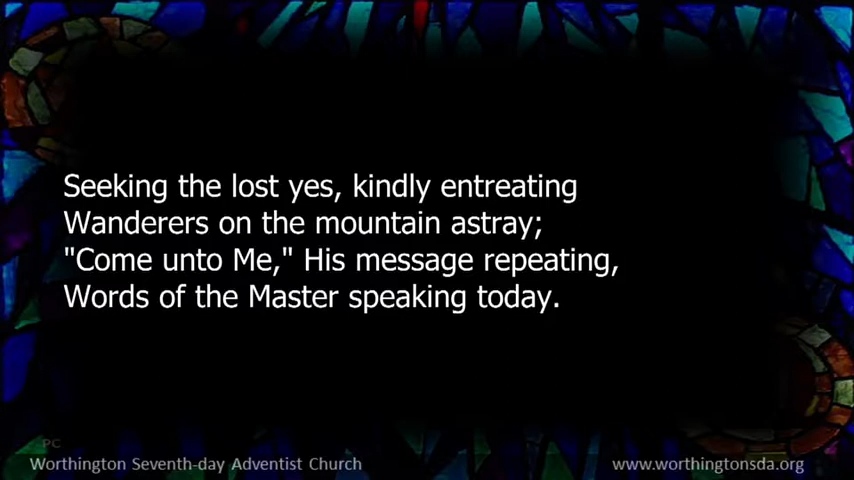 Seeking the lost yes, kindly entreating
Wanderers on the mountain astray;
"Come unto Me," His message repeating,
Words of the Master speaking today.
PC
Worthington Seventh-day Adventist Church
www.worthingtonsda.org